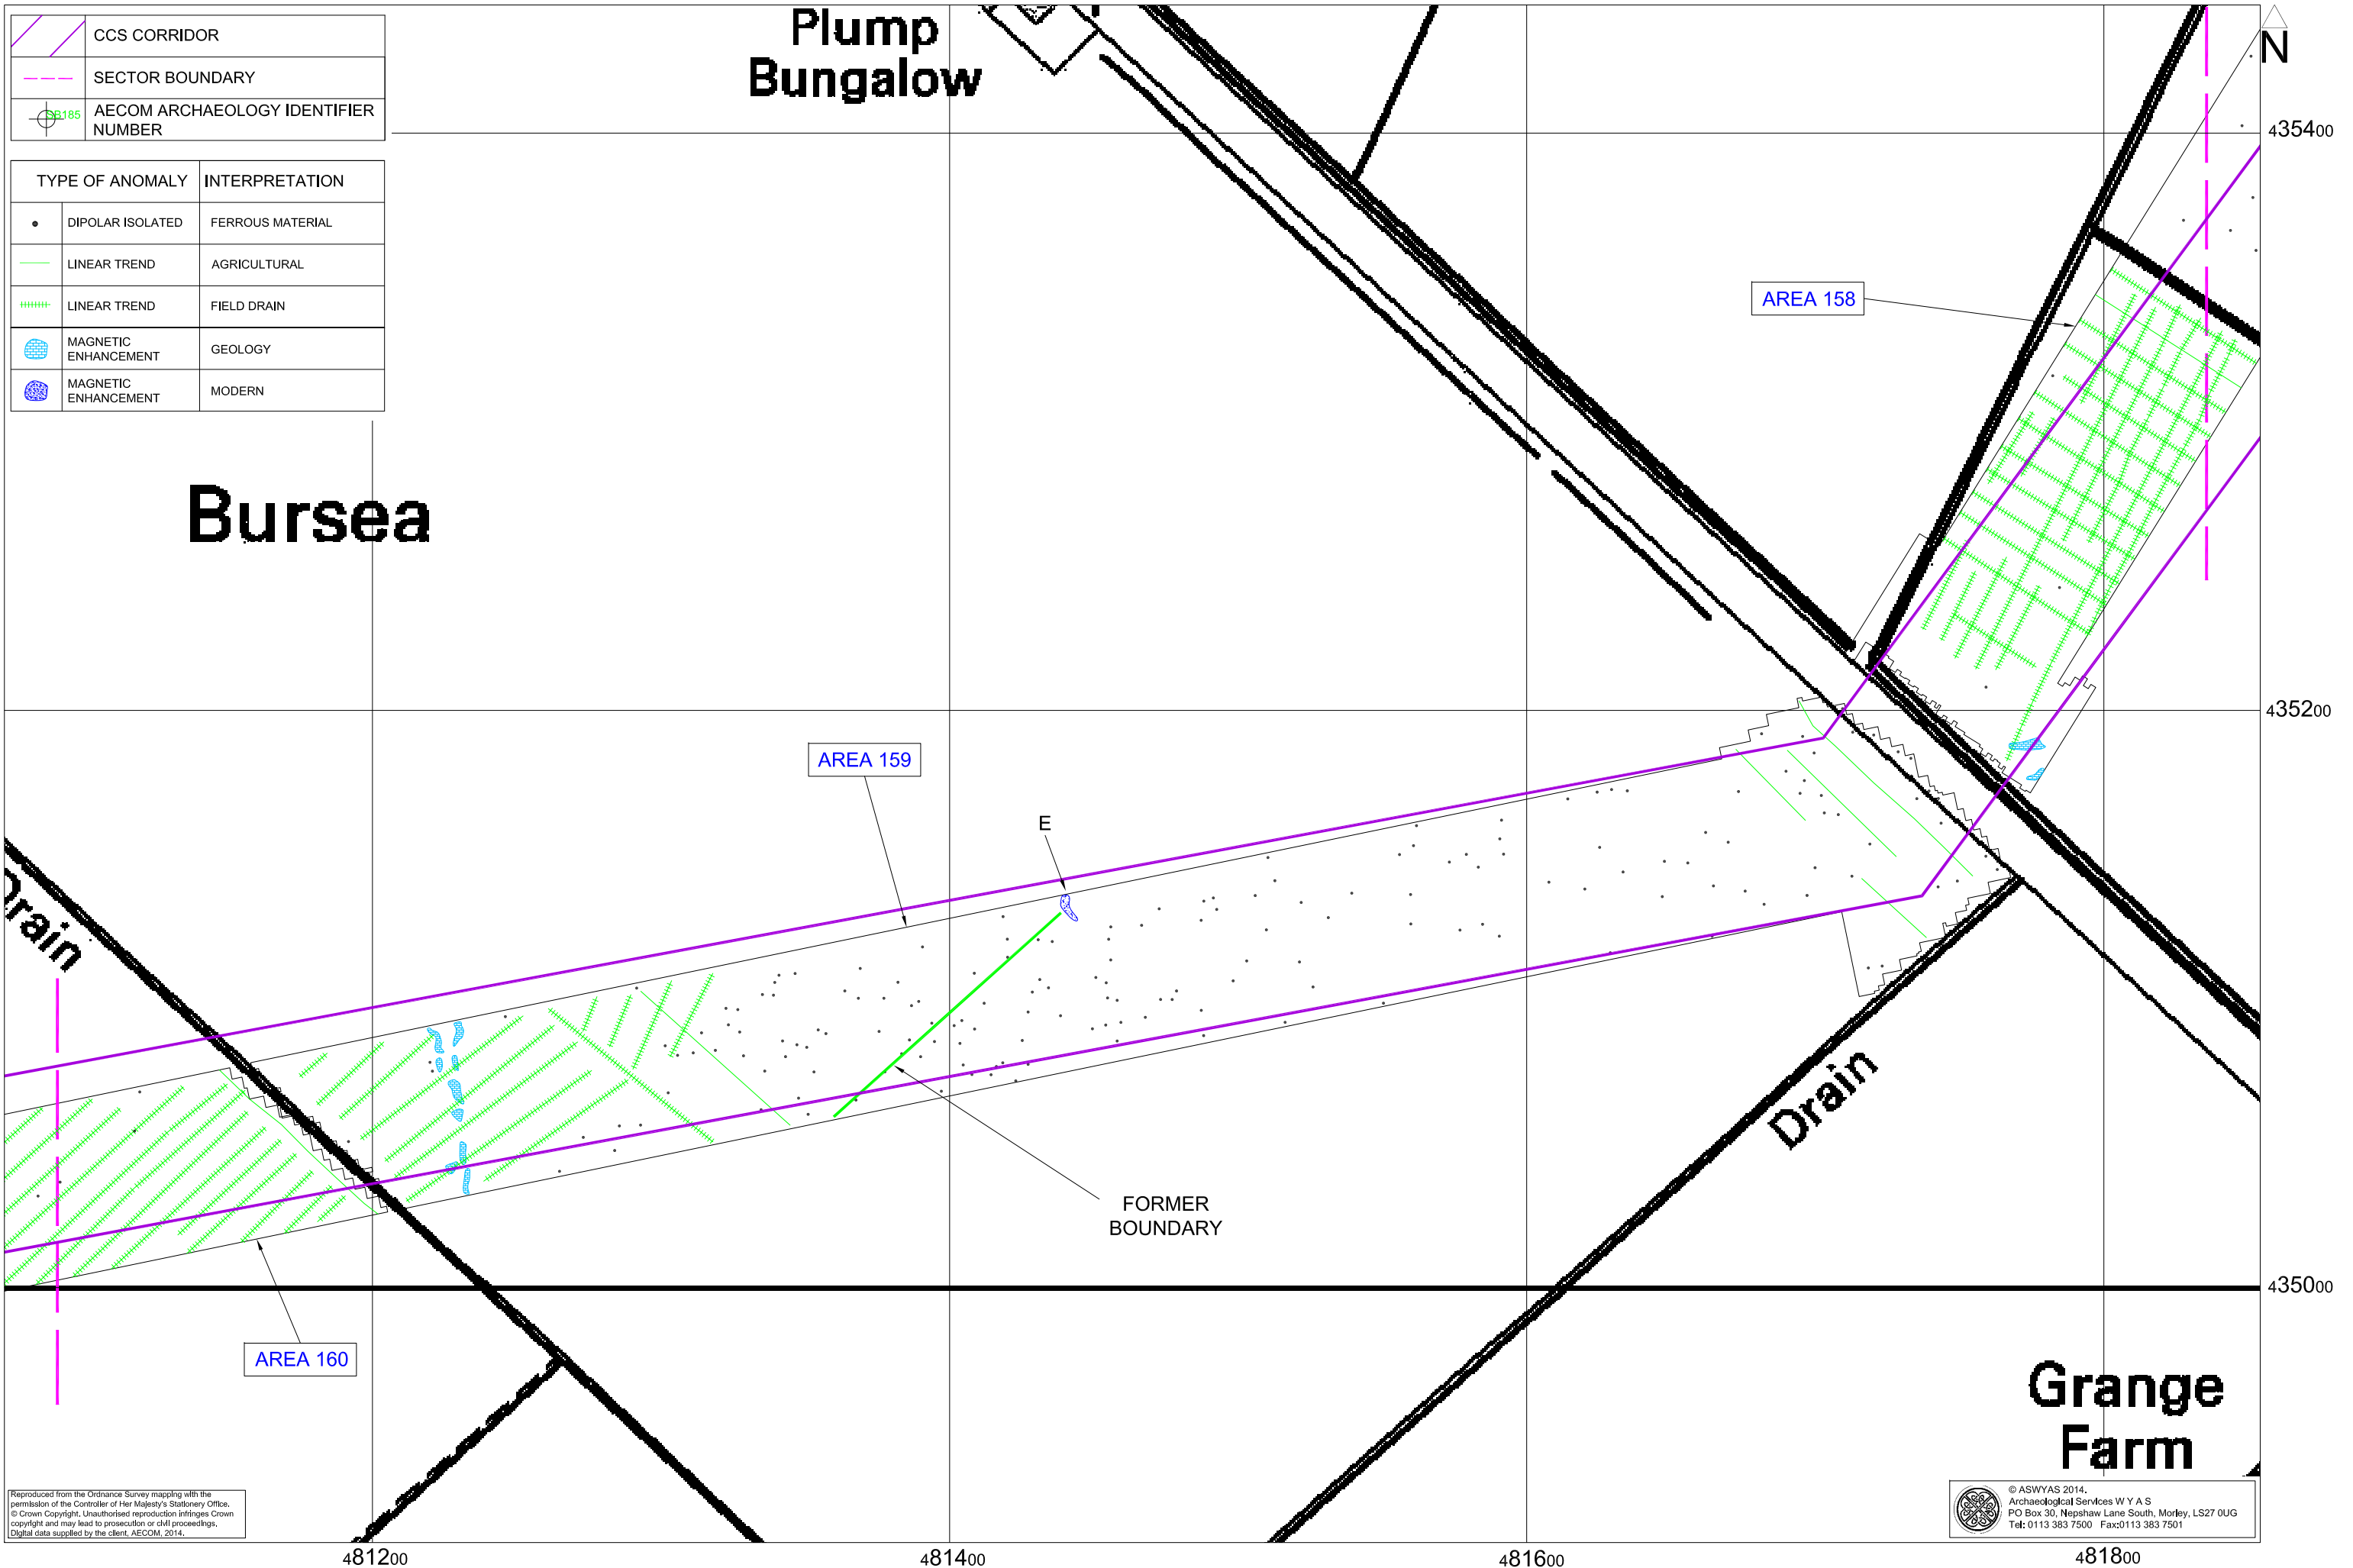 CCS CORRIDOR
SECTOR BOUNDARY
SB185
AECOM ARCHAEOLOGY IDENTIFIER
NUMBER
TYPE OF ANOMALY INTERPRETATION
DIPOLAR ISOLATED FERROUS MATERIAL
LINEAR TREND AGRICULTURAL
LINEAR TREND FIELD DRAIN
MAGNETIC
ENHANCEMENT
GEOLOGY
MAGNETIC
ENHANCEMENT
MODERN
Plump
Bungalow
N
435400
AREA 158
Bursea
435200
AREA 159
E
Drain
Drain
FORMER
BOUNDARY
435000
AREA 160
Grange
Farm
Reproduced from the Ordnance Survey mapping with the
permission of the Controller of Her Majesty's Stationery Office.
© Crown Copyright. Unauthorised reproduction infringes Crown
copyright and may lead to prosecution or civil proceedings.
Digital data supplied by the client, AECOM, 2014.
© ASWYAS 2014.
Archaeological Services W Y A S
PO Box 30, Nepshaw Lane South, Morley, LS27 0UG
Tel: 0113 383 7500 Fax:0113 383 7501
481200
481400
481600
481800